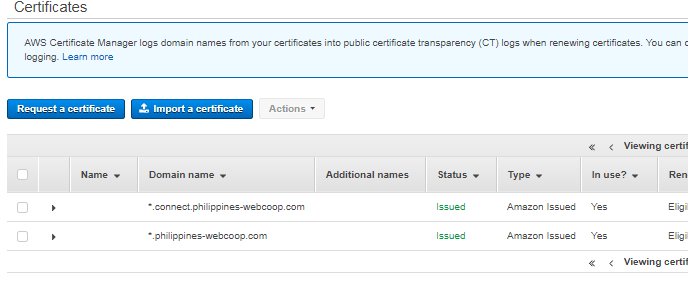 Certificates
AWS Certificate Manager logs domain names from your certificates into public certificate transparency (CT) logs when renewing certificates. You can
logging. Learn more
Request a certificate Import a certificate Actions
Viewing
Name Domain name Additional names Status Type In use?
*.connect.philippines-webcoop.com Issued Amazon Issued Yes
*.philippines-webcoop.com Issued Amazon Issued Yes
Viewing